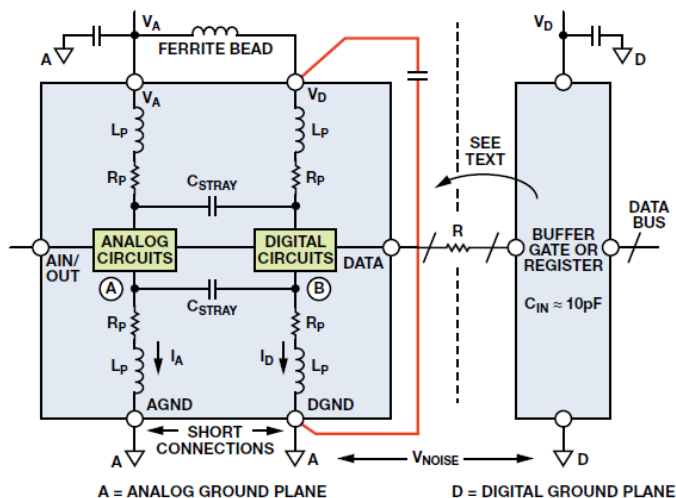 VA
VD
A
FERRITE BEAD
D
VA
VD
LP
LP
SEE
TEXT
RP
RP
CSTRAY
R
DATA
BUS
ANALOG
CIRCUITS
DIGITAL
CIRCUITS
BUFFER
GATE OR
REGISTER
AIN/
OUT
DATA
A
B
CIN ≈ 10pF
CSTRAY
RP
RP
IA
ID
LP
LP
AGND
DGND
SHORT
CONNECTIONS
A
A
VNOISE
D
A = ANALOG GROUND PLANE
D = DIGITAL GROUND PLANE